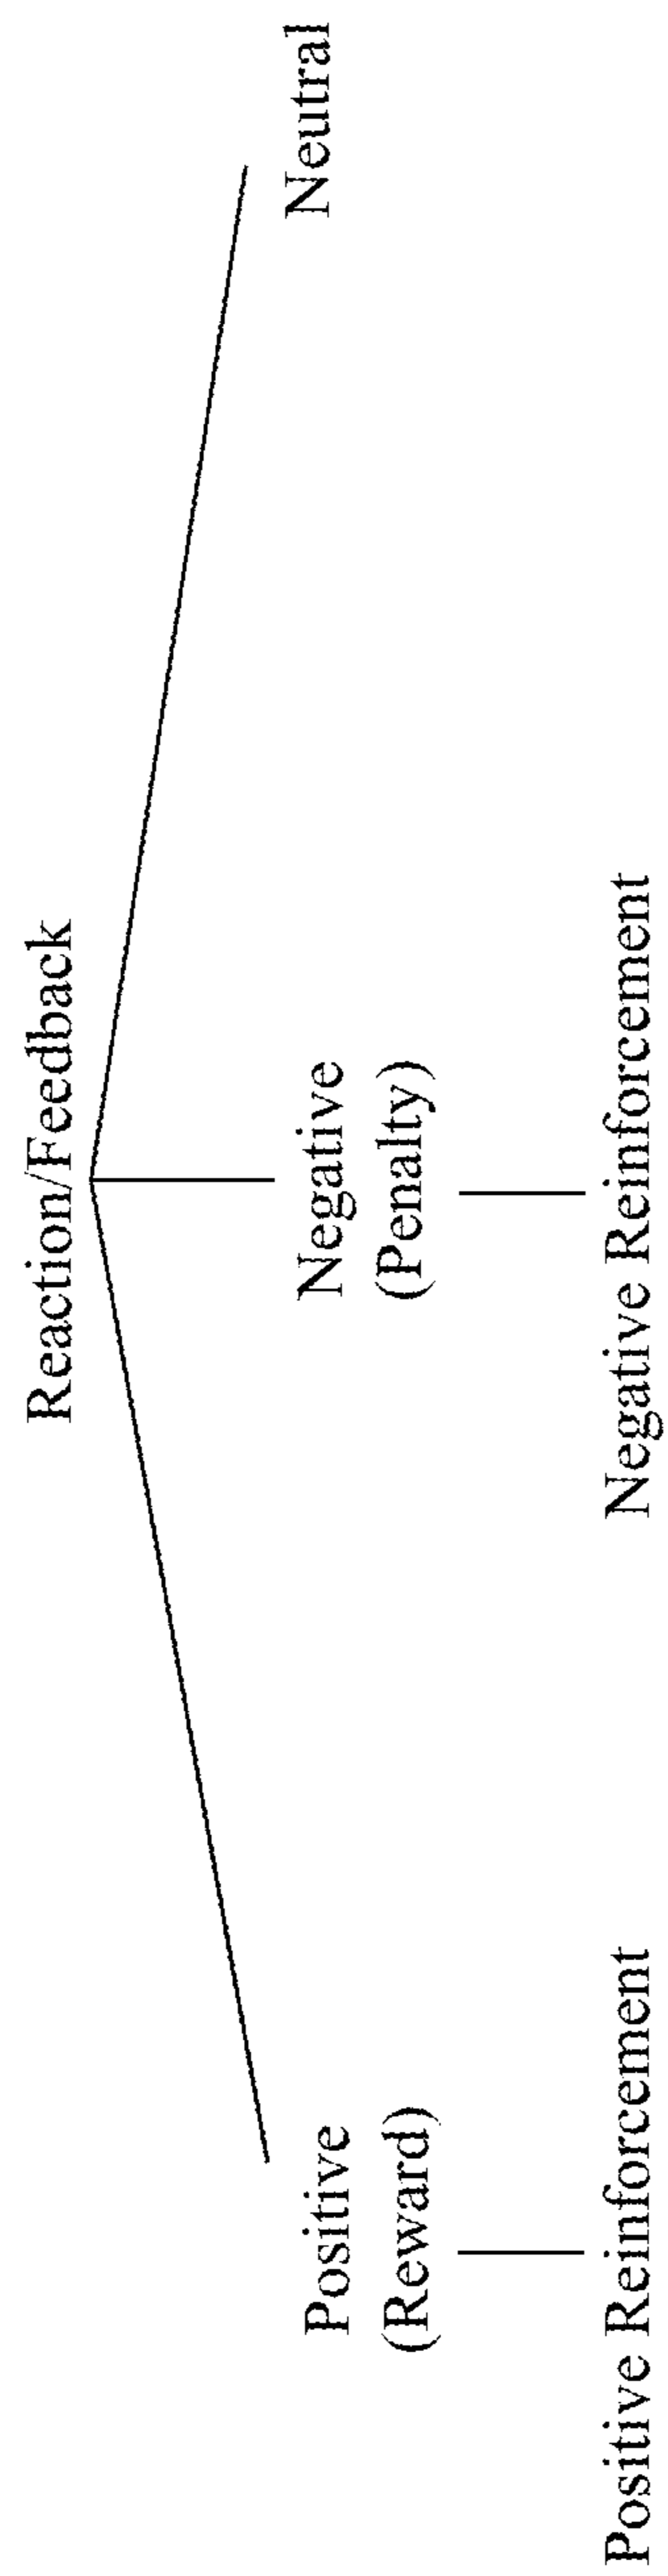 Reaction/Feedback
Positive
(Reward)
Negative
(Penalty)
Neutral
Positive Reinforcement
Negative Reinforcement